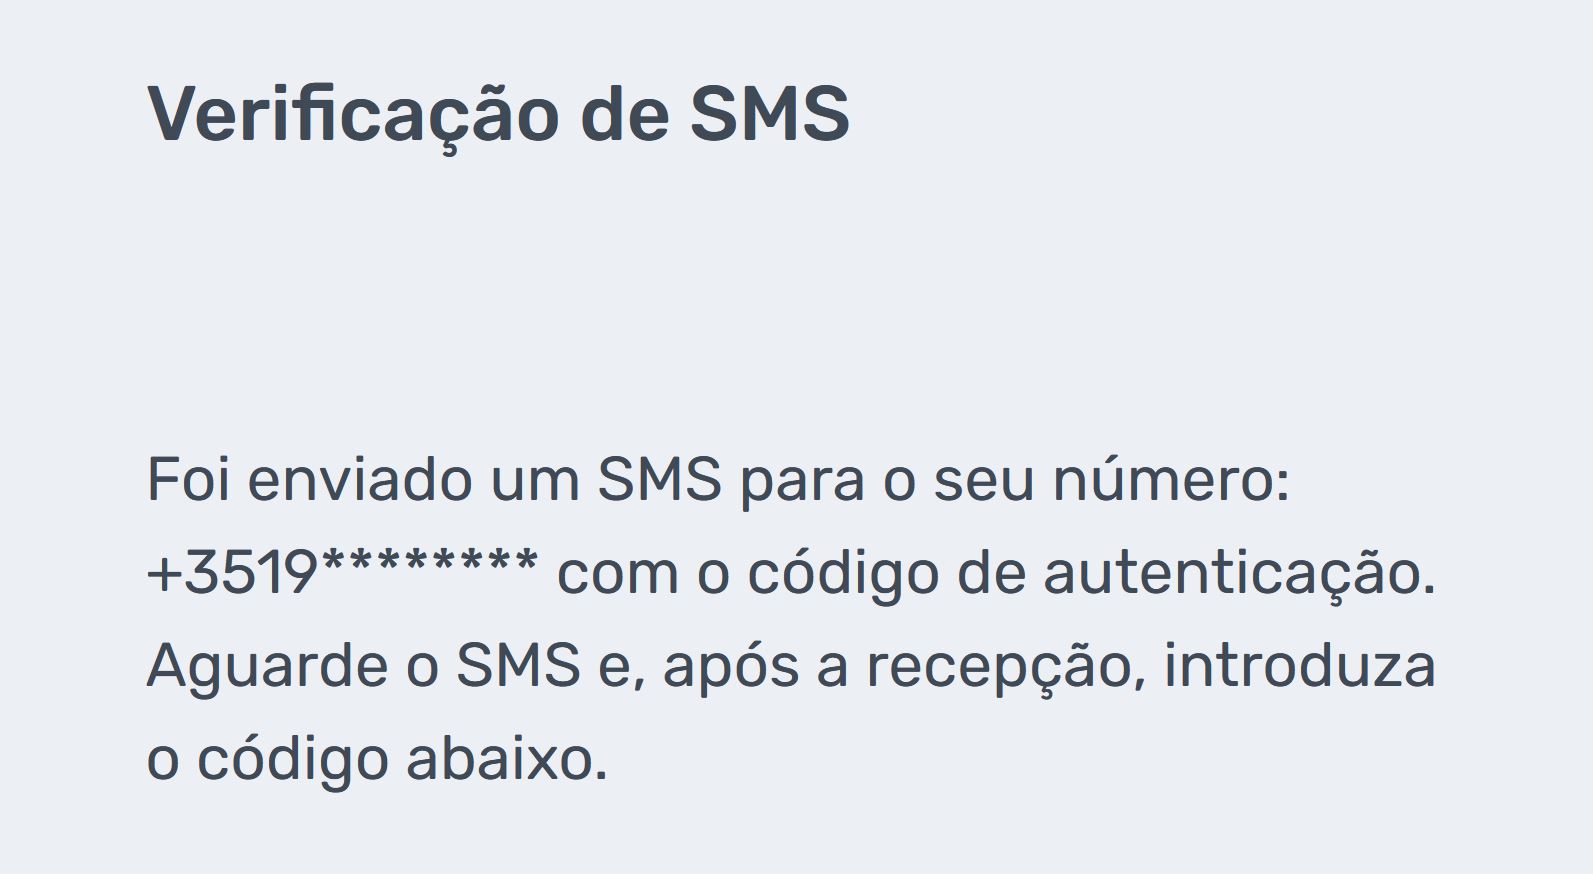 Verificação de SMS
Foi enviado um SMS para o seu número:
+3519******** com o código de autenticação.
Aguarde o SMS e, após a recepção, introduza
o código abaixo.